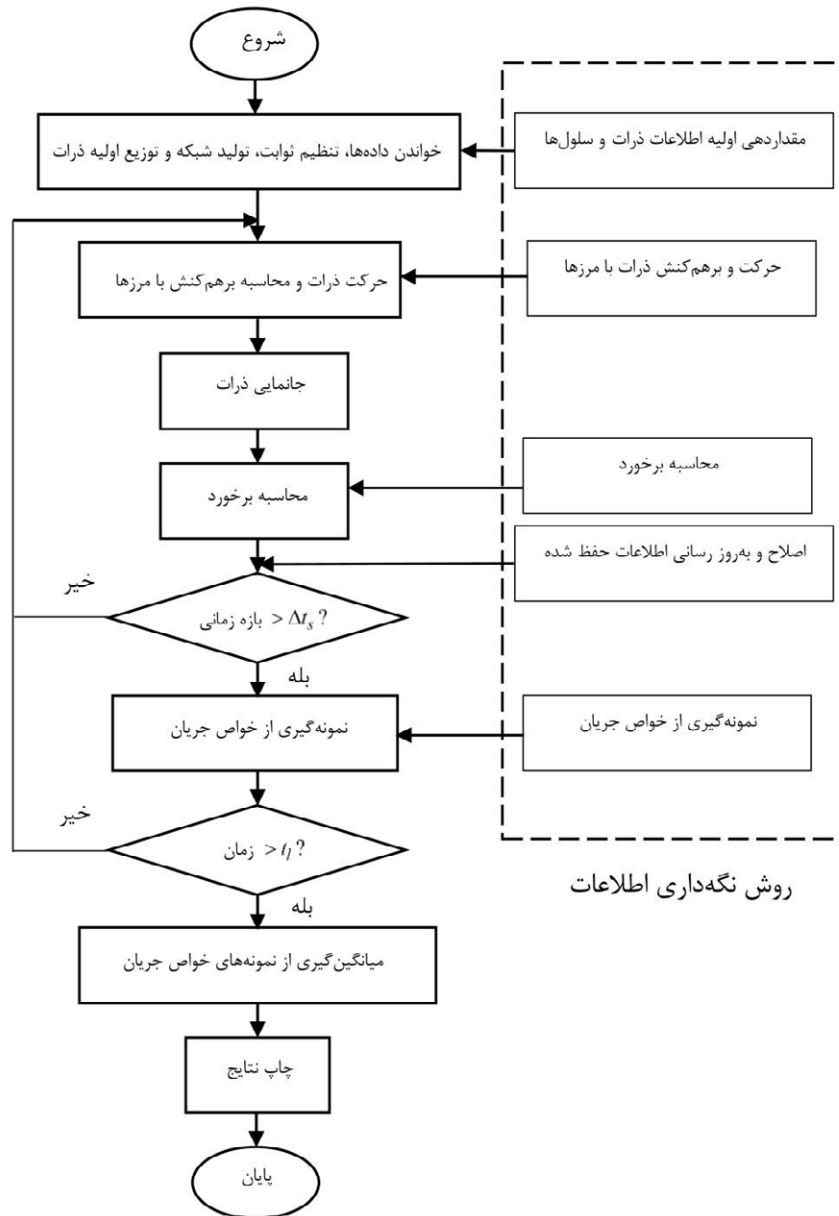 شروع
خواندن داده‌ها، تنظیم ثوابت، تولید شبکه و توزیع اولیه ذرات
مقداردهی اولیه اطلاعات ذرات و سلول‌ها
حرکت ذرات و محاسبه برهم‌کنش با مرزها
حرکت و برهم‌کنش ذرات با مرزها
جانمایی ذرات
محاسبه برخورد
محاسبه برخورد
اصلاح و به‌روز رسانی اطلاعات حفظ شده
خیر
بازه زمانی > Δtₛ ?
بله
نمونه‌گیری از خواص جریان
نمونه‌گیری از خواص جریان
خیر
زمان > tₗ ?
روش نگه‌داری اطلاعات
بله
میانگین‌گیری از نمونه‌های خواص جریان
چاپ نتایج
پایان